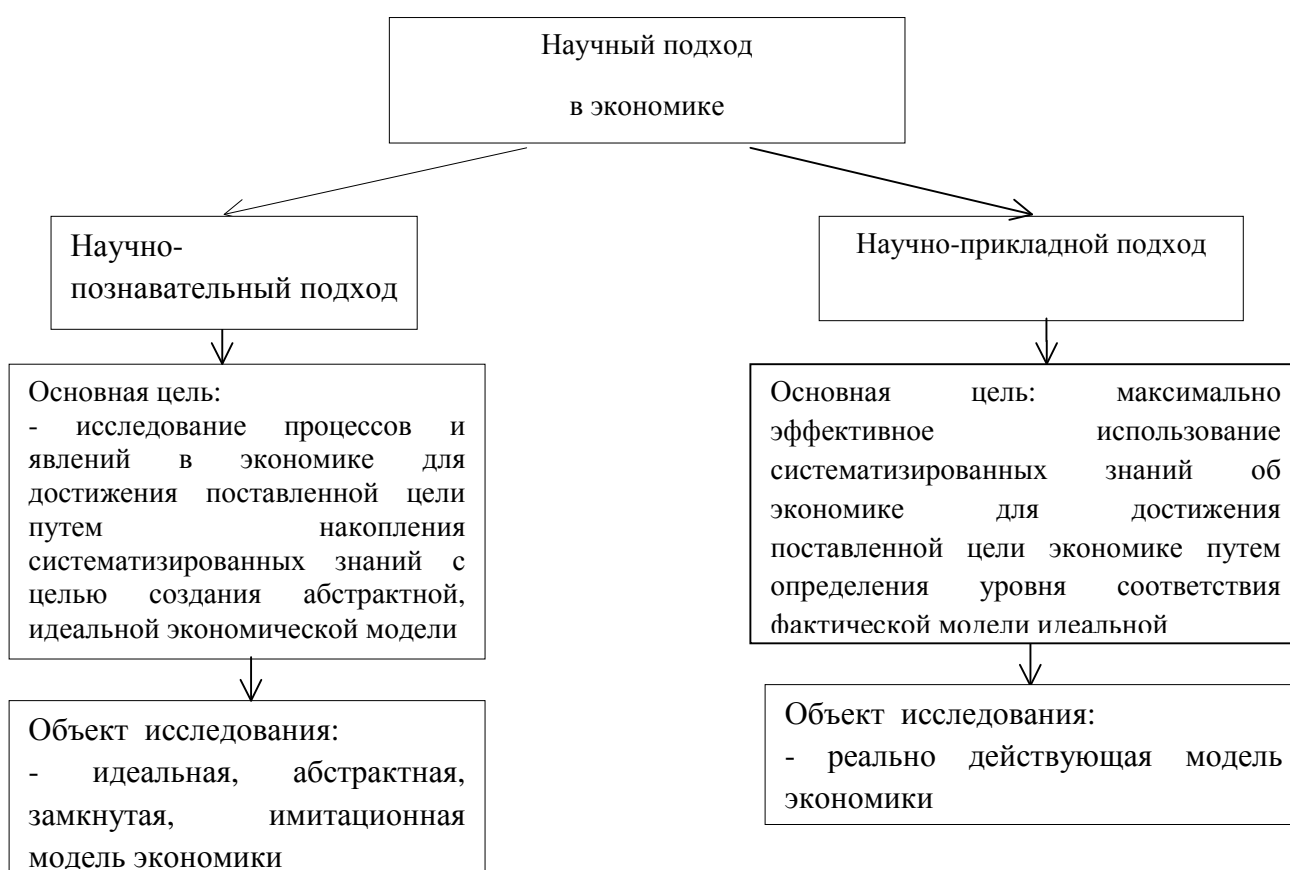 Научный подход
в экономике
Научно-
познавательный подход
Научно-прикладной подход
Основная цель:
- исследование процессов и
явлений в экономике для
достижения поставленной цели
путем накопления
систематизированных знаний с
целью создания абстрактной,
идеальной экономической модели
Основная цель: максимально
эффективное использование
систематизированных знаний об
экономике для достижения
поставленной цели экономике путем
определения уровня соответствия
фактической модели идеальной
Объект исследования:
- идеальная, абстрактная,
замкнутая, имитационная
модель экономики
Объект исследования:
- реально действующая модель
экономики